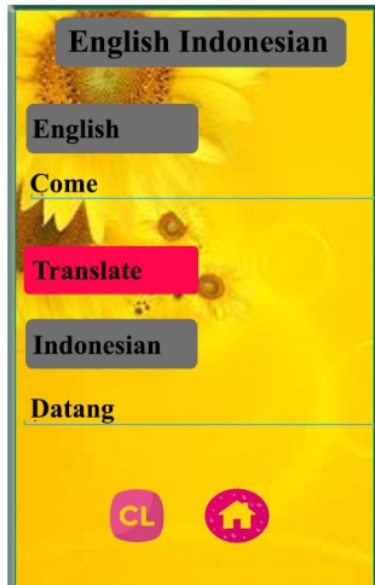 English Indonesian
English
Come
Translate
Indonesian
Datang
CL